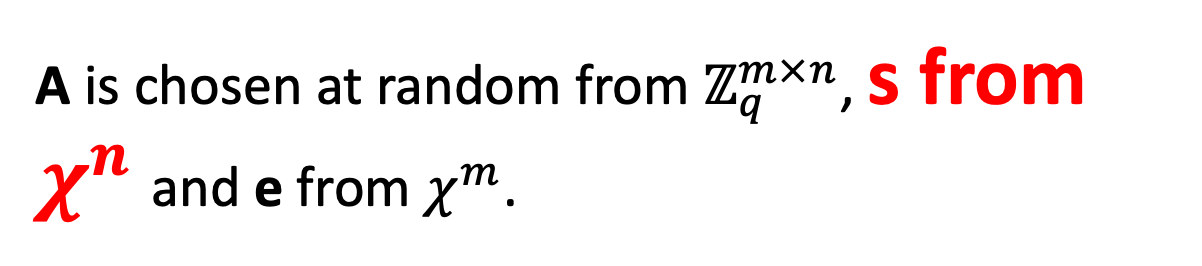 A is chosen at random from ℤ_q^{m×n}, s from
χ^n and e from χ^m.